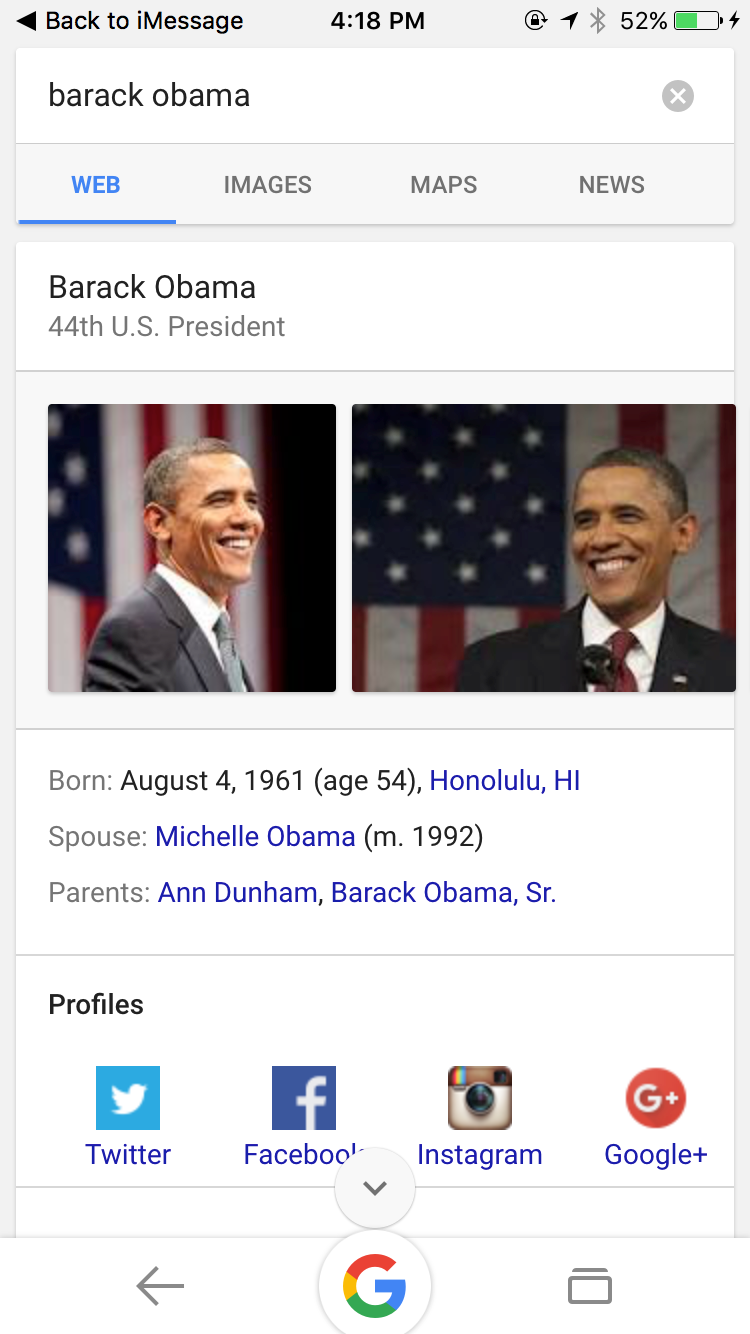 Back to iMessage 4:18 PM 52%
barack obama
WEB IMAGES MAPS NEWS
Barack Obama
44th U.S. President
Born: August 4, 1961 (age 54), Honolulu, HI
Spouse: Michelle Obama (m. 1992)
Parents: Ann Dunham, Barack Obama, Sr.
Profiles
G+
Twitter Facebook Instagram Google+
G